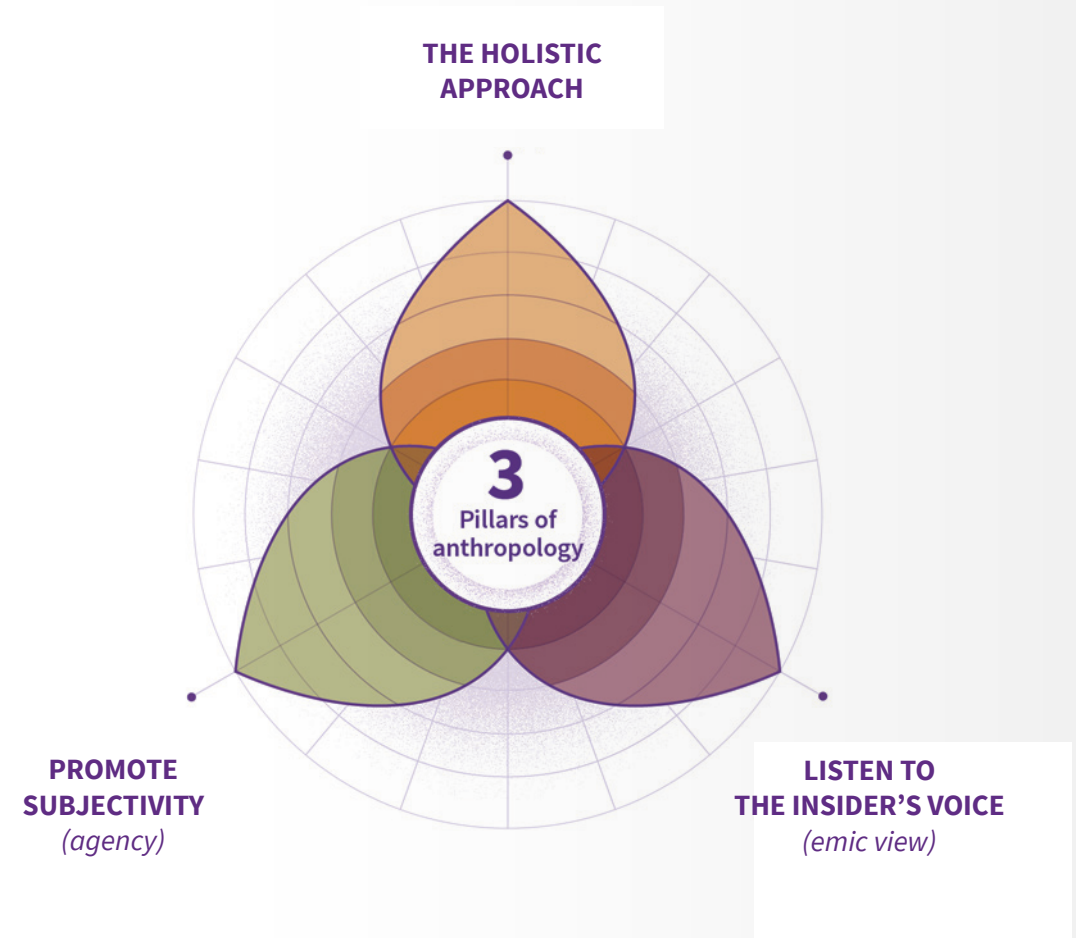 THE HOLISTIC
APPROACH
3
Pillars of
anthropology
PROMOTE
SUBJECTIVITY
(agency)
LISTEN TO
THE INSIDER’S VOICE
(emic view)